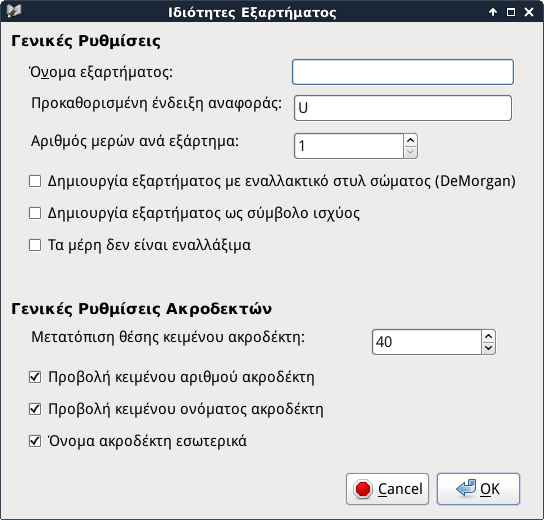 Ιδιότητες Εξαρτήματος
Γενικές Ρυθμίσεις
Όνομα εξαρτήματος:
Προκαθορισμένη ένδειξη αναφοράς: U
Αριθμός μερών ανά εξάρτημα: 1
Δημιουργία εξαρτήματος με εναλλακτικό στυλ σώματος (DeMorgan)
Δημιουργία εξαρτήματος ως σύμβολο ισχύος
Τα μέρη δεν είναι εναλλάξιμα
Γενικές Ρυθμίσεις Ακροδεκτών
Μετατόπιση θέσης κειμένου ακροδέκτη: 40
Προβολή κειμένου αριθμού ακροδέκτη
Προβολή κειμένου ονόματος ακροδέκτη
Όνομα ακροδέκτη εσωτερικά
Cancel OK